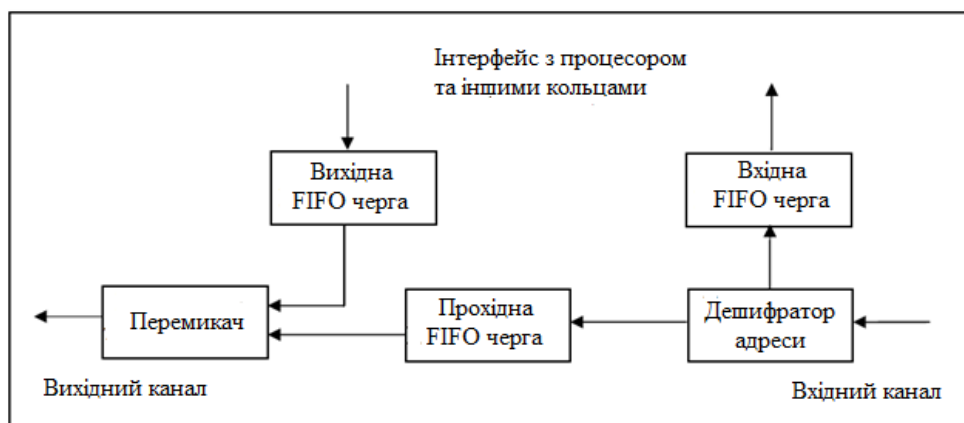 Інтерфейс з процесором
та іншими кольцами
Вихідна
FIFO черга
Вхідна
FIFO черга
Перемикач
Прохідна
FIFO черга
Дешифратор
адреси
Вихідний канал
Вхідний канал